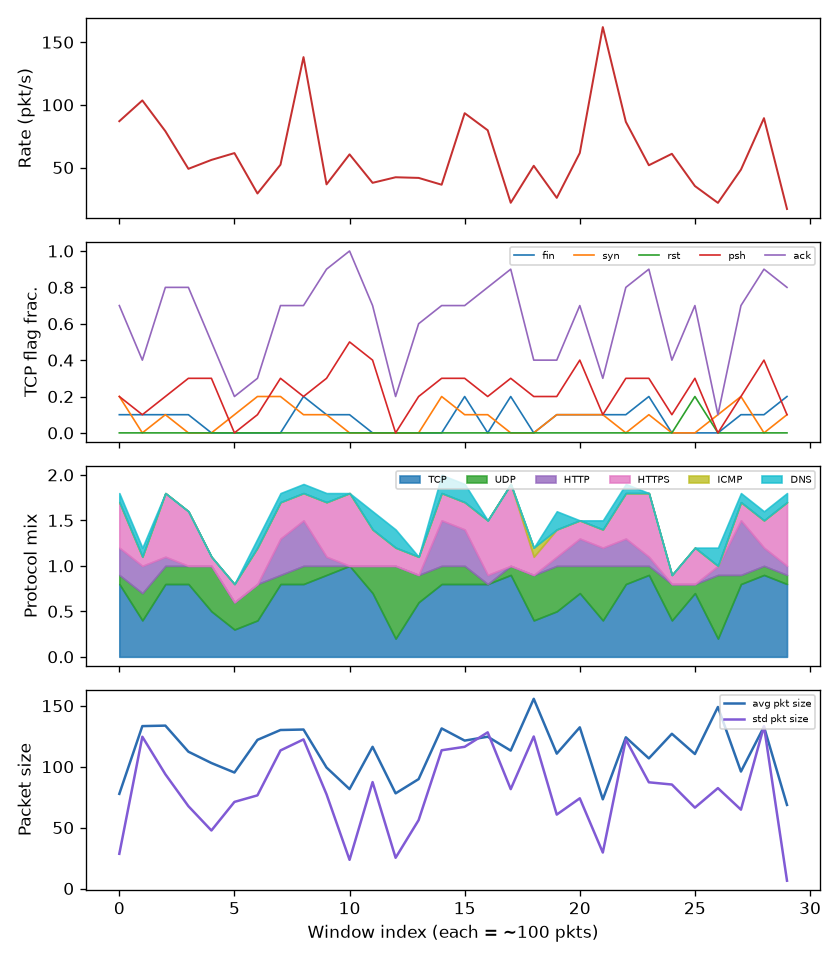 150
100
50
Rate (pkt/s)
1.0
0.8
0.6
0.4
0.2
0.0
TCP flag frac.
fin syn rst psh ack
2.0
1.5
1.0
0.5
0.0
Protocol mix
TCP UDP HTTP HTTPS ICMP DNS
150
100
50
0
Packet size
avg pkt size
std pkt size
0 5 10 15 20 25 30
Window index (each = ~100 pkts)